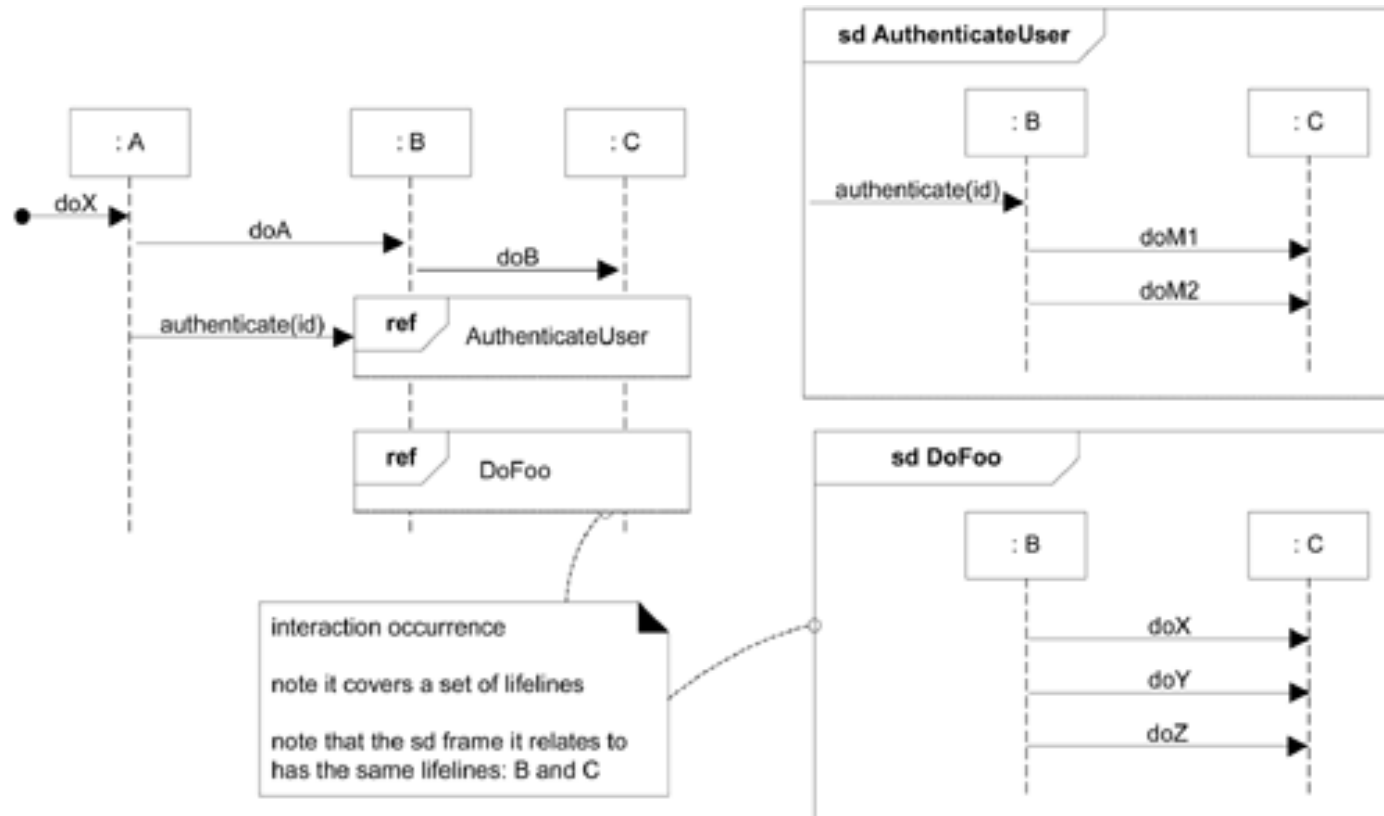 : A
: B
: C
doX
doA
doB
authenticate(id)
ref
AuthenticateUser
ref
DoFoo
interaction occurrence
note it covers a set of lifelines
note that the sd frame it relates to
has the same lifelines: B and C
sd AuthenticateUser
: B
: C
authenticate(id)
doM1
doM2
sd DoFoo
: B
: C
doX
doY
doZ